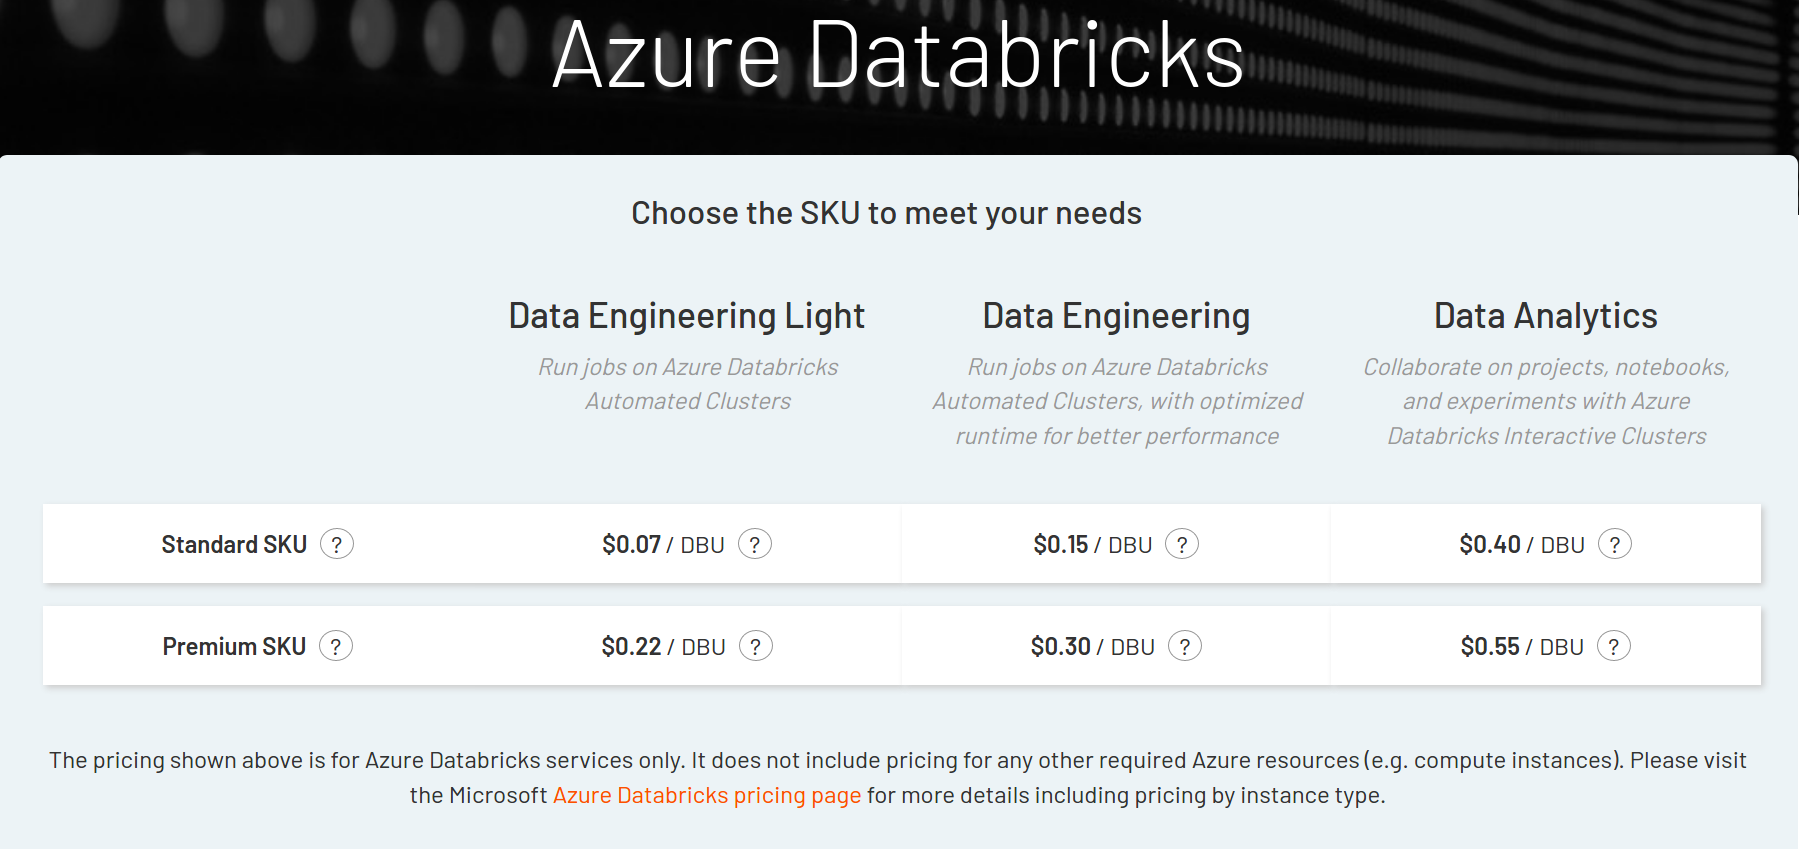 Azure Databricks
Choose the SKU to meet your needs
Data Engineering Light
Run jobs on Azure Databricks
Automated Clusters
Data Engineering
Run jobs on Azure Databricks
Automated Clusters, with optimized
runtime for better performance
Data Analytics
Collaborate on projects, notebooks,
and experiments with Azure
Databricks Interactive Clusters
Standard SKU ? $0.07 / DBU ? $0.15 / DBU ? $0.40 / DBU ?
Premium SKU ? $0.22 / DBU ? $0.30 / DBU ? $0.55 / DBU ?
The pricing shown above is for Azure Databricks services only. It does not include pricing for any other required Azure resources (e.g. compute instances). Please visit
the Microsoft Azure Databricks pricing page for more details including pricing by instance type.